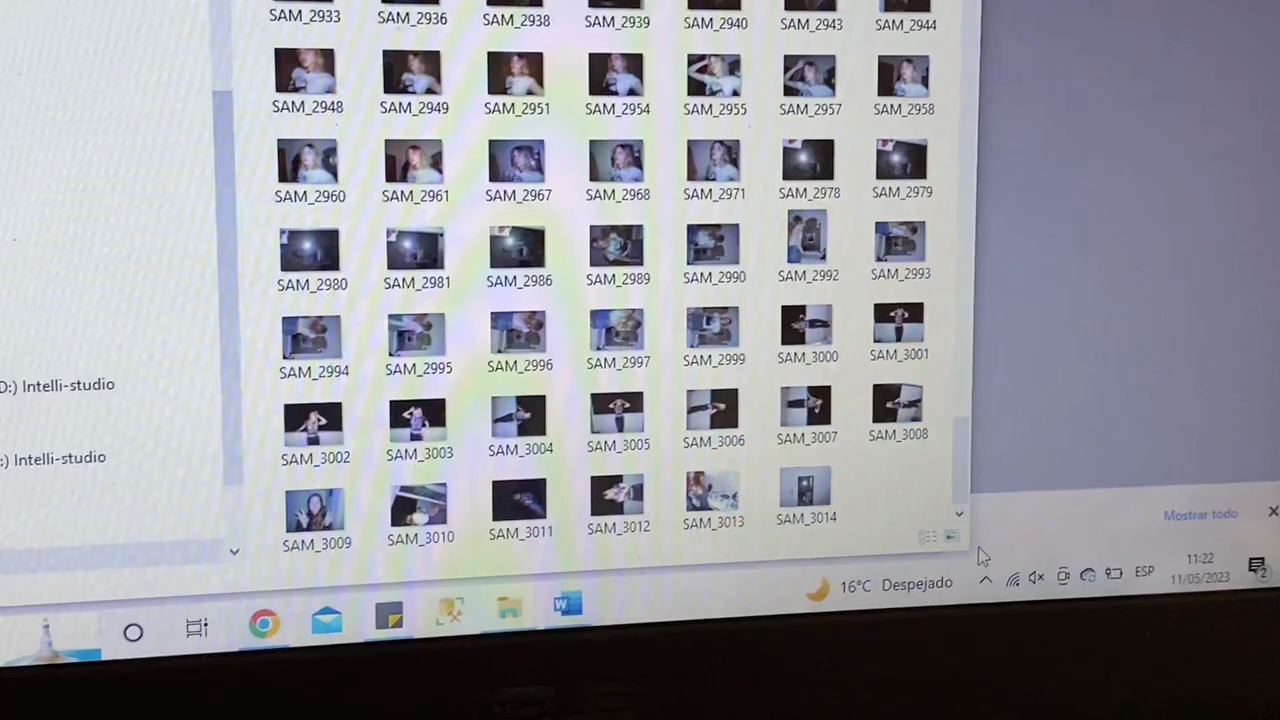 SAM_2933 SAM_2936 SAM_2938 SAM_2939 SAM_2940 SAM_2943 SAM_2944
SAM_2948 SAM_2949 SAM_2951 SAM_2954 SAM_2955 SAM_2957 SAM_2958
SAM_2960 SAM_2961 SAM_2967 SAM_2968 SAM_2971 SAM_2978 SAM_2979
SAM_2980 SAM_2981 SAM_2986 SAM_2989 SAM_2990 SAM_2992 SAM_2993
SAM_2994 SAM_2995 SAM_2996 SAM_2997 SAM_2999 SAM_3000 SAM_3001
D:) Intelli-studio
SAM_3002 SAM_3003 SAM_3004 SAM_3005 SAM_3006 SAM_3007 SAM_3008
:) Intelli-studio
SAM_3009 SAM_3010 SAM_3011 SAM_3012 SAM_3013 SAM_3014
Mostrar todo
16°C Despejado ESP 11:22
11/05/2023
2
W